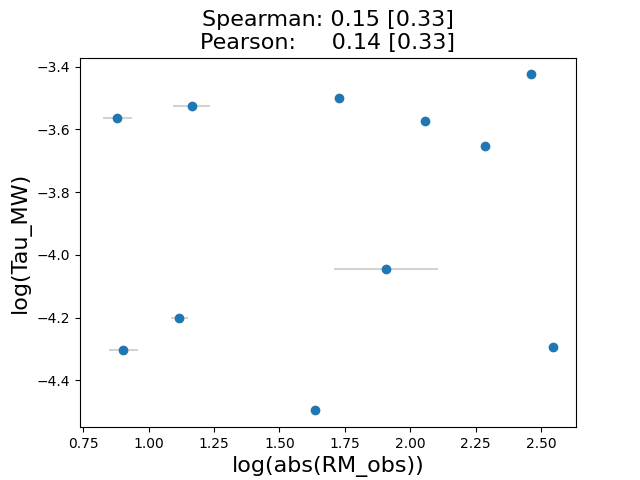 Spearman: 0.15 [0.33]
Pearson: 0.14 [0.33]
−3.4
−3.6
−3.8
−4.0
−4.2
−4.4
log(Tau_MW)
0.75 1.00 1.25 1.50 1.75 2.00 2.25 2.50
log(abs(RM_obs))